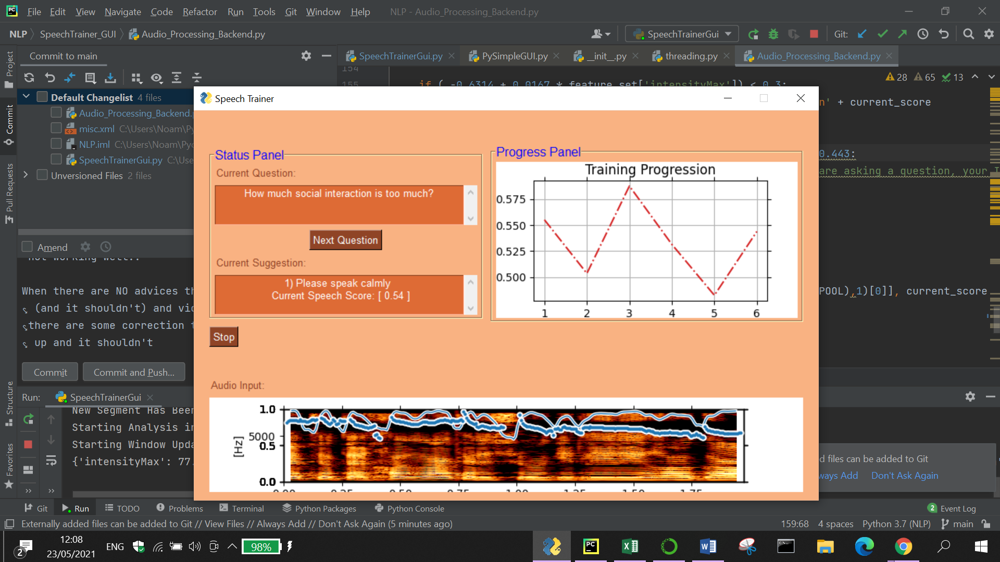 File Edit View Navigate Code Refactor Run Tools Git Window Help NLP - Audio_Processing_Backend.py
NLP SpeechTrainer_GUI Audio_Processing_Backend.py
SpeechTrainerGui
Git:
Project
Commit
Pull Requests
Structure
Favorites
Commit to main
SpeechTrainerGui.py PySimpleGUI.py __init__.py threading.py Audio_Processing_Backend.py
154
155 if ( -0.6314 + 0.0167 * feature_set['intensityMax']) < 0.3:
28 65 13
n' + current_score
0.443:
are asking a question, your I
POOL),1)[0]], current_score
Default Changelist 4 files
Audio_Processing_Backend.
misc.xml C:\Users\Noam\Py
NLP.iml C:\Users\Noam\Pyc
SpeechTrainerGui.py C:\Use
Unversioned Files 2 files
Amend
not working well..
When there are NO advices th
(and it shouldn't) and vic
there are some correction t
up and it shouldn't
Commit
Commit and Push...
Run: SpeechTrainerGui
New Segment Has Been
Starting Analysis in
Starting Window Upda
{'intensityMax': 77.
Speech Trainer
Status Panel
Current Question:
How much social interaction is too much?
Next Question
Current Suggestion:
1) Please speak calmly
Current Speech Score: [ 0.54 ]
Stop
Progress Panel
Training Progression
0.575
0.550
0.525
0.500
1 2 3 4 5 6
Audio Input:
1.0
5000
0.5
0.0
[Hz]
0.00 0.25 0.50 0.75 1.00 1.25 1.50 1.75
d files can be added to Git
ways Add Don't Ask Again
Git Run TODO Problems Terminal Python Packages Python Console
2 Event Log
Externally added files can be added to Git // View Files // Always Add // Don't Ask Again (5 minutes ago)
159:68 4 spaces Python 3.7 (NLP) main
2
12:08
23/05/2021
ENG
98%